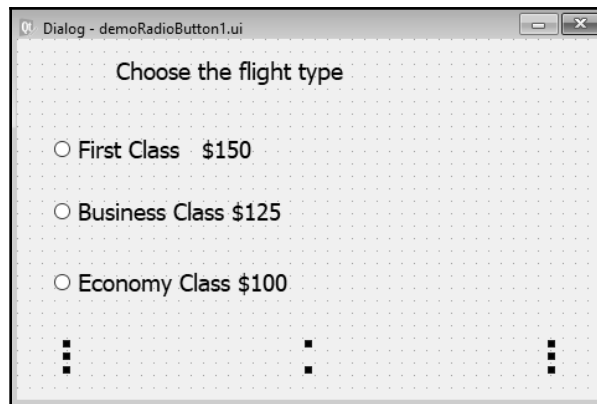 Dialog - demoRadioButton1.ui
Choose the flight type
First Class $150
Business Class $125
Economy Class $100